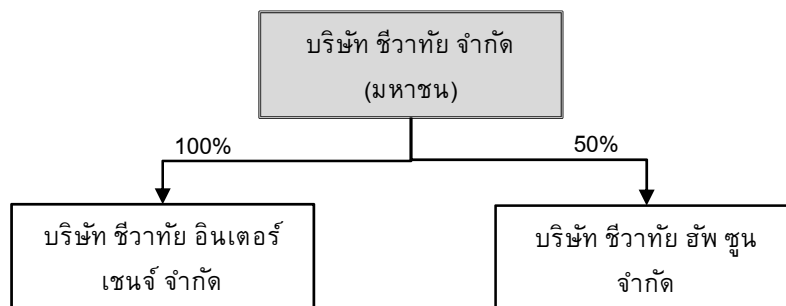 บริษัท ชีวาทัย จำกัด
(มหาชน)
100%
50%
บริษัท ชีวาทัย อินเตอร์
เชนจ์ จำกัด
บริษัท ชีวาทัย ฮัพ ซูน
จำกัด